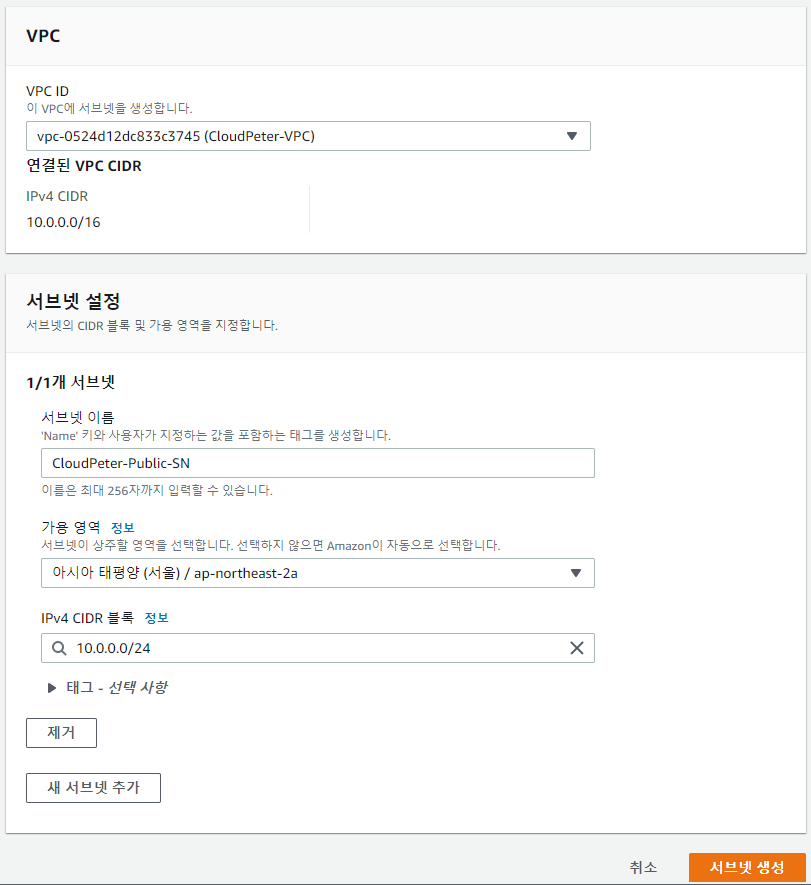 VPC
VPC ID
이 VPC에 서브넷을 생성합니다.
vpc-0524d12dc833c3745 (CloudPeter-VPC)
연결된 VPC CIDR
IPv4 CIDR
10.0.0.0/16
서브넷 설정
서브넷의 CIDR 블록 및 가용 영역을 지정합니다.
1/1개 서브넷
서브넷 이름
'Name' 키와 사용자가 지정하는 값을 포함하는 태그를 생성합니다.
CloudPeter-Public-SN
이름은 최대 256자까지 입력할 수 있습니다.
가용 영역 정보
서브넷이 상주할 영역을 선택합니다. 선택하지 않으면 Amazon이 자동으로 선택합니다.
아시아 태평양 (서울) / ap-northeast-2a
IPv4 CIDR 블록 정보
10.0.0.0/24
태그 - 선택 사항
제거
새 서브넷 추가
취소 서브넷 생성